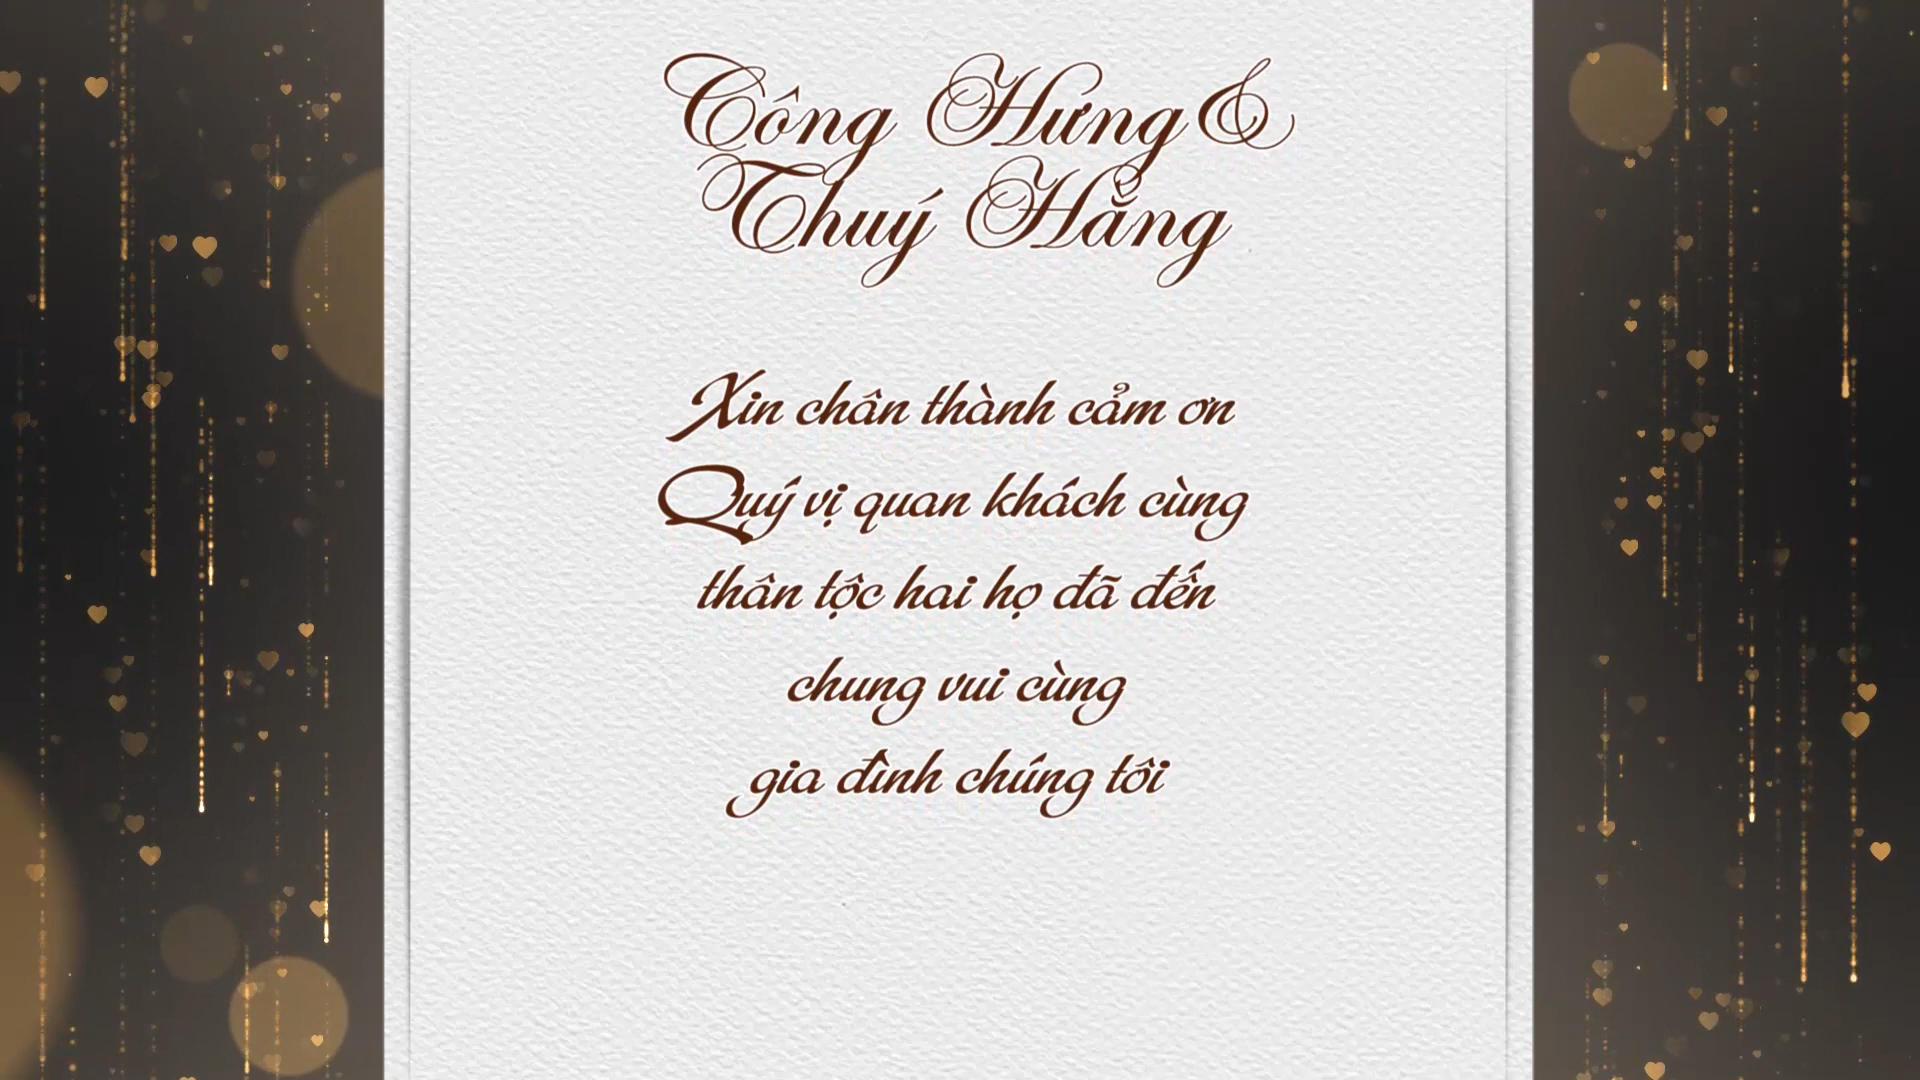 Công Hưng &
Thuý Hằng
Xin chân thành cảm ơn
Quý vị quan khách cùng
thân tộc hai họ đã đến
chung vui cùng
gia đình chúng tôi